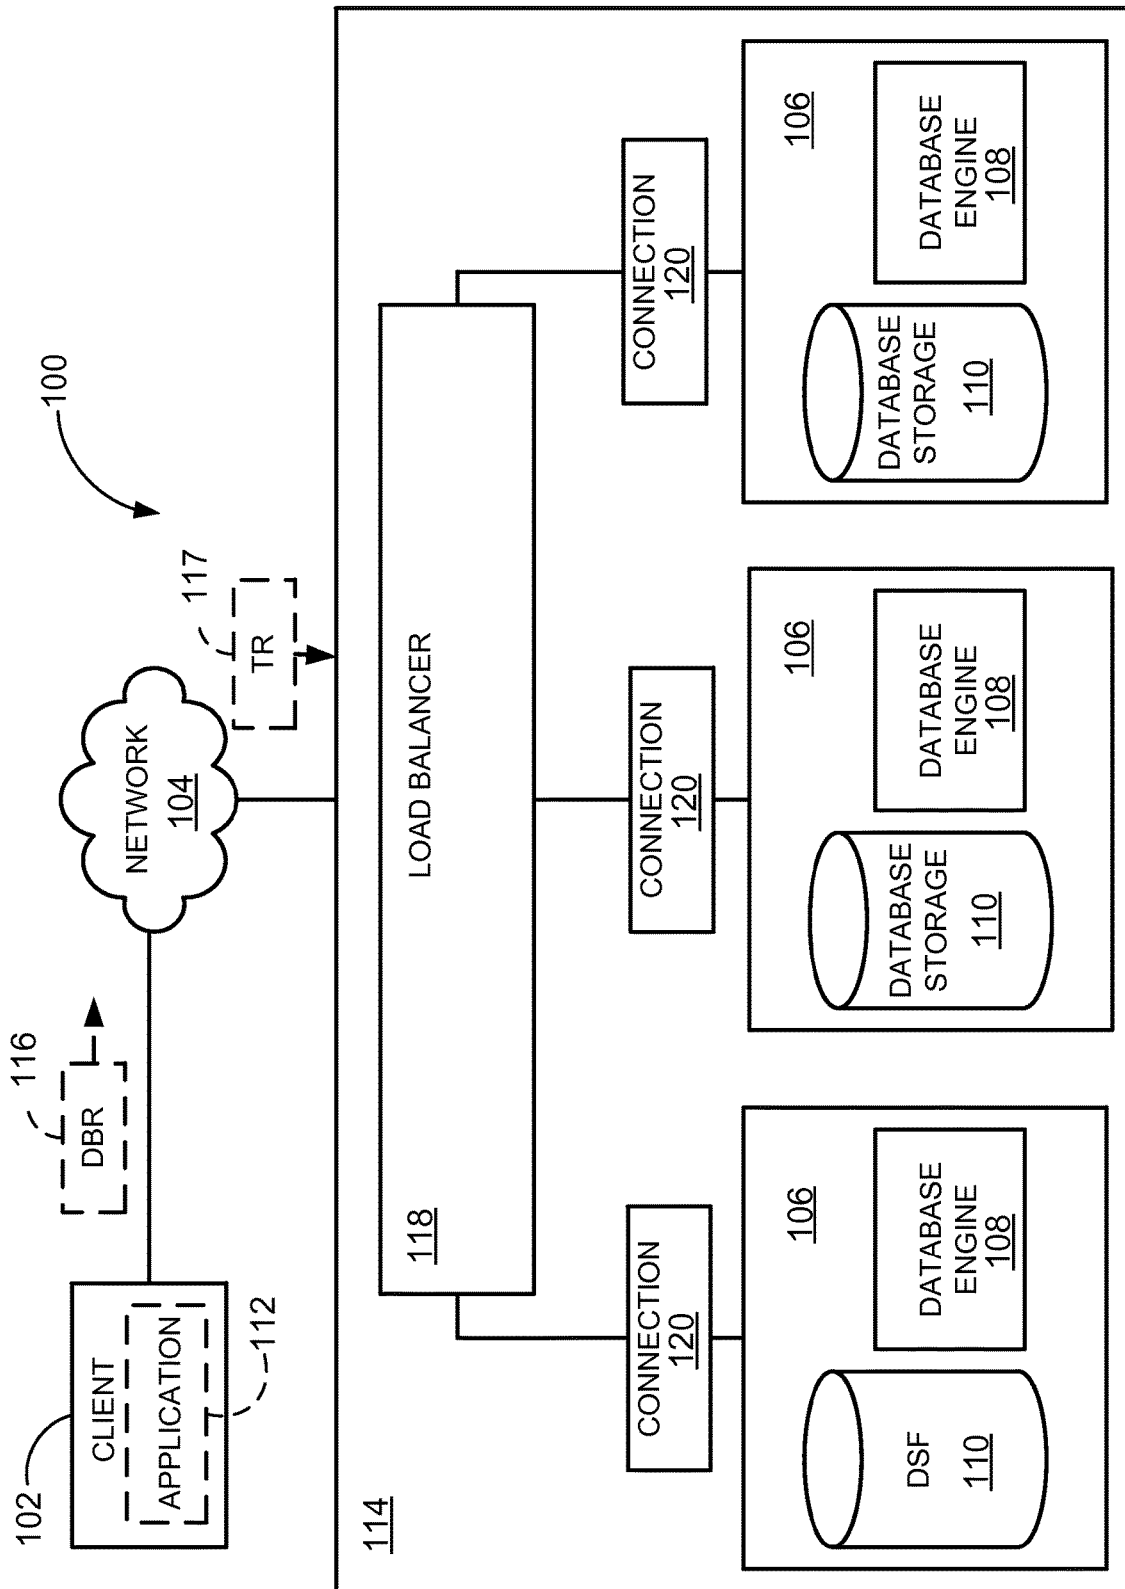 102
CLIENT
APPLICATION
112
116
DBR
NETWORK
104
100
117
TR
114
118
LOAD BALANCER
CONNECTION
120
CONNECTION
120
CONNECTION
120
106
DSF
110
DATABASE
ENGINE
108
106
DATABASE
STORAGE
110
DATABASE
ENGINE
108
106
DATABASE
STORAGE
110
DATABASE
ENGINE
108